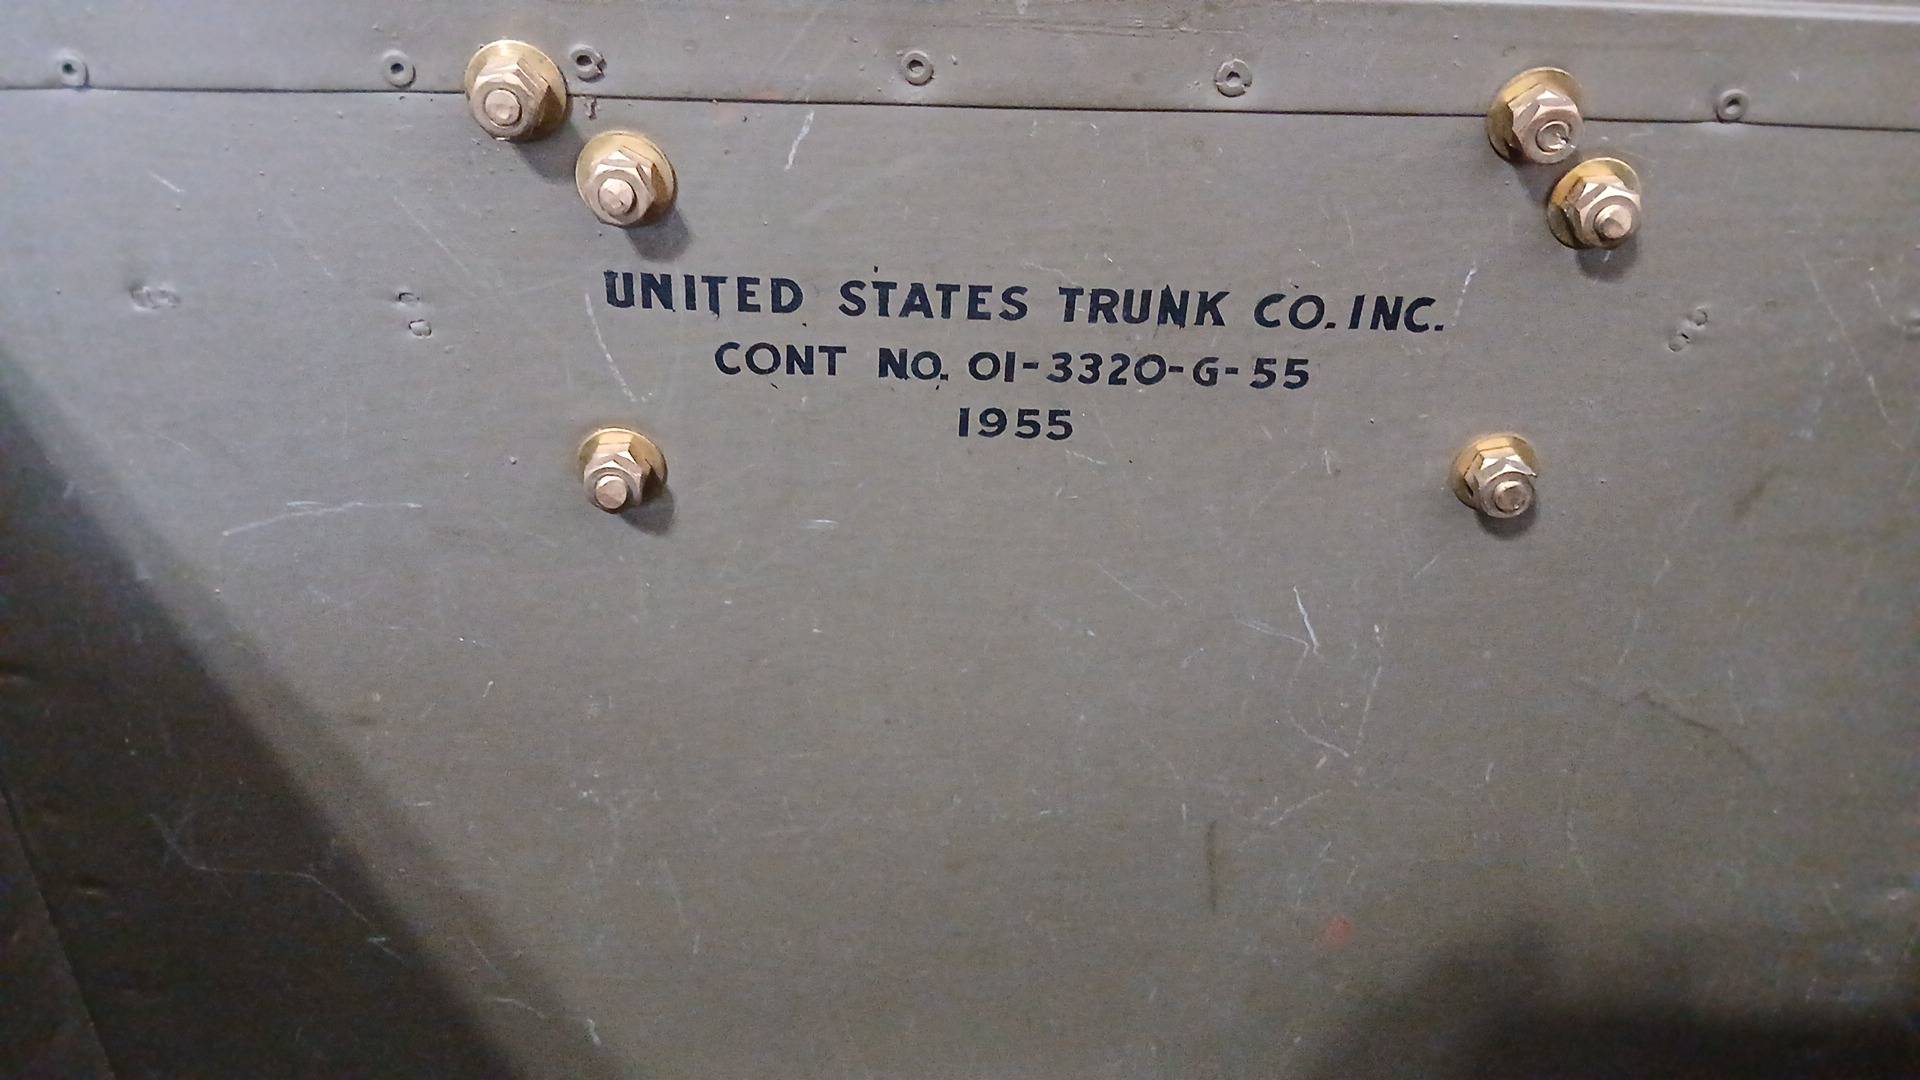 UNITED STATES TRUNK CO. INC.
CONT NO. 01-3320-G-55
1955